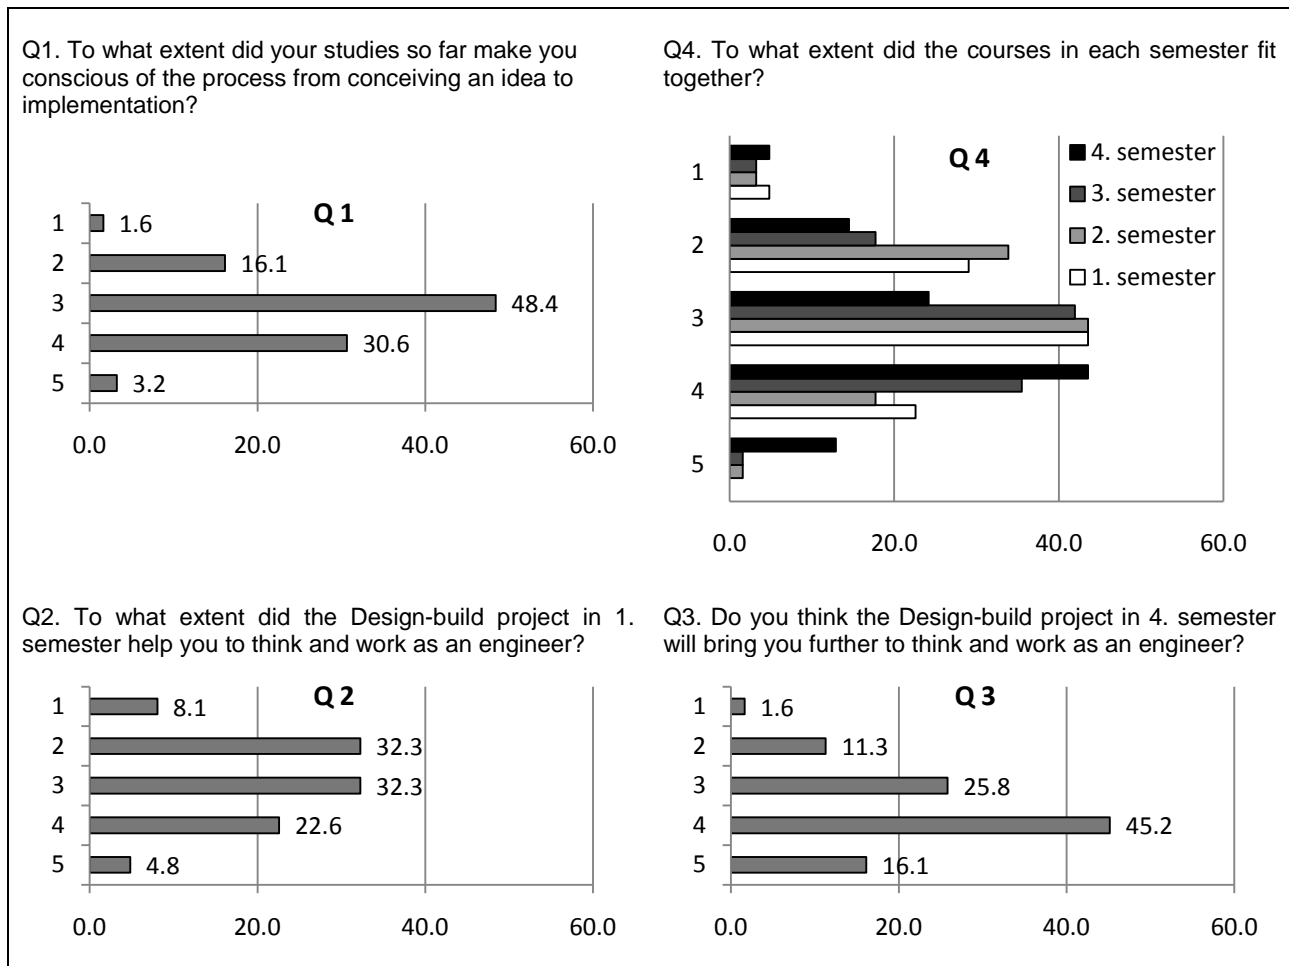 Q1. To what extent did your studies so far make you
conscious of the process from conceiving an idea to
implementation?
Q 1
1
1.6
2
16.1
3
48.4
4
30.6
5
3.2
0.0 20.0 40.0 60.0
Q4. To what extent did the courses in each semester fit
together?
Q 4
4. semester
3. semester
2. semester
1. semester
1
2
3
4
5
0.0 20.0 40.0 60.0
Q2. To what extent did the Design-build project in 1.
semester help you to think and work as an engineer?
Q 2
1
8.1
2
32.3
3
32.3
4
22.6
5
4.8
0.0 20.0 40.0 60.0
Q3. Do you think the Design-build project in 4. semester
will bring you further to think and work as an engineer?
Q 3
1
1.6
2
11.3
3
25.8
4
45.2
5
16.1
0.0 20.0 40.0 60.0